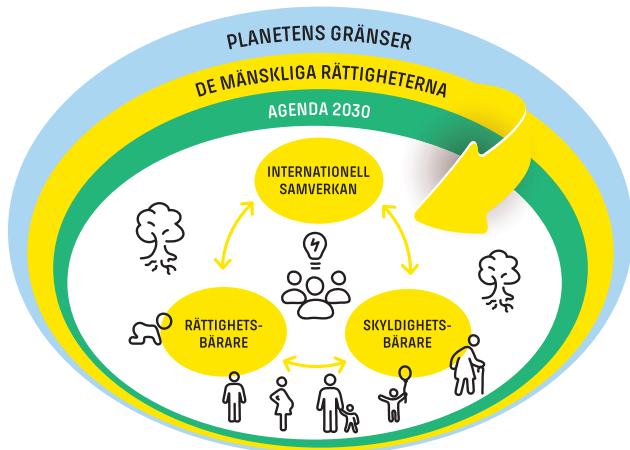 PLANETENS GRÄNSER
DE MÄNSKLIGA RÄTTIGHETERNA
AGENDA 2030
INTERNATIONELL
SAMVERKAN
RÄTTIGHETS-
BÄRARE
SKYLDIGHETS-
BÄRARE